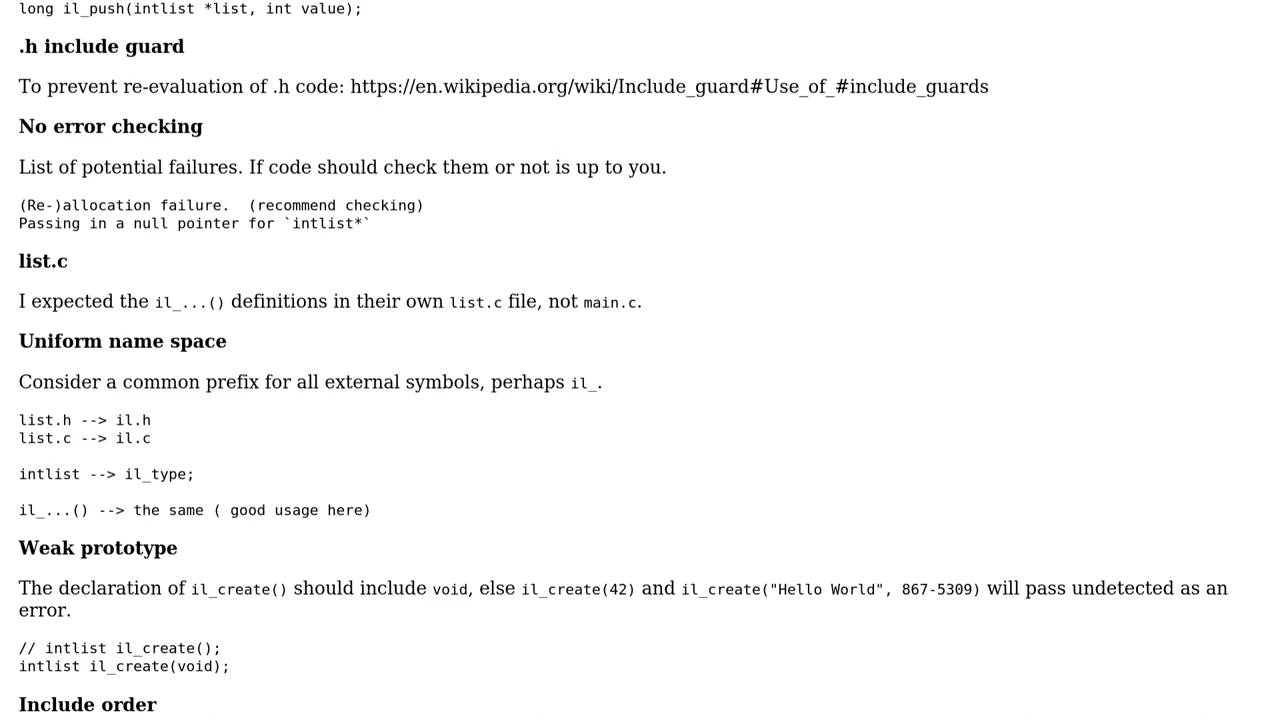 long il_push(intlist *list, int value);
.h include guard
To prevent re-evaluation of .h code: https://en.wikipedia.org/wiki/Include_guard#Use_of_#include_guards
No error checking
List of potential failures. If code should check them or not is up to you.
(Re-)allocation failure.  (recommend checking)
Passing in a null pointer for `intlist*`
list.c
I expected the il_...() definitions in their own list.c file, not main.c.
Uniform name space
Consider a common prefix for all external symbols, perhaps il_.
list.h --> il.h
list.c --> il.c
intlist --> il_type;
il_...() --> the same ( good usage here)
Weak prototype
The declaration of il_create() should include void, else il_create(42) and il_create("Hello World", 867-5309) will pass undetected as an
error.
// intlist il_create();
intlist il_create(void);
Include order